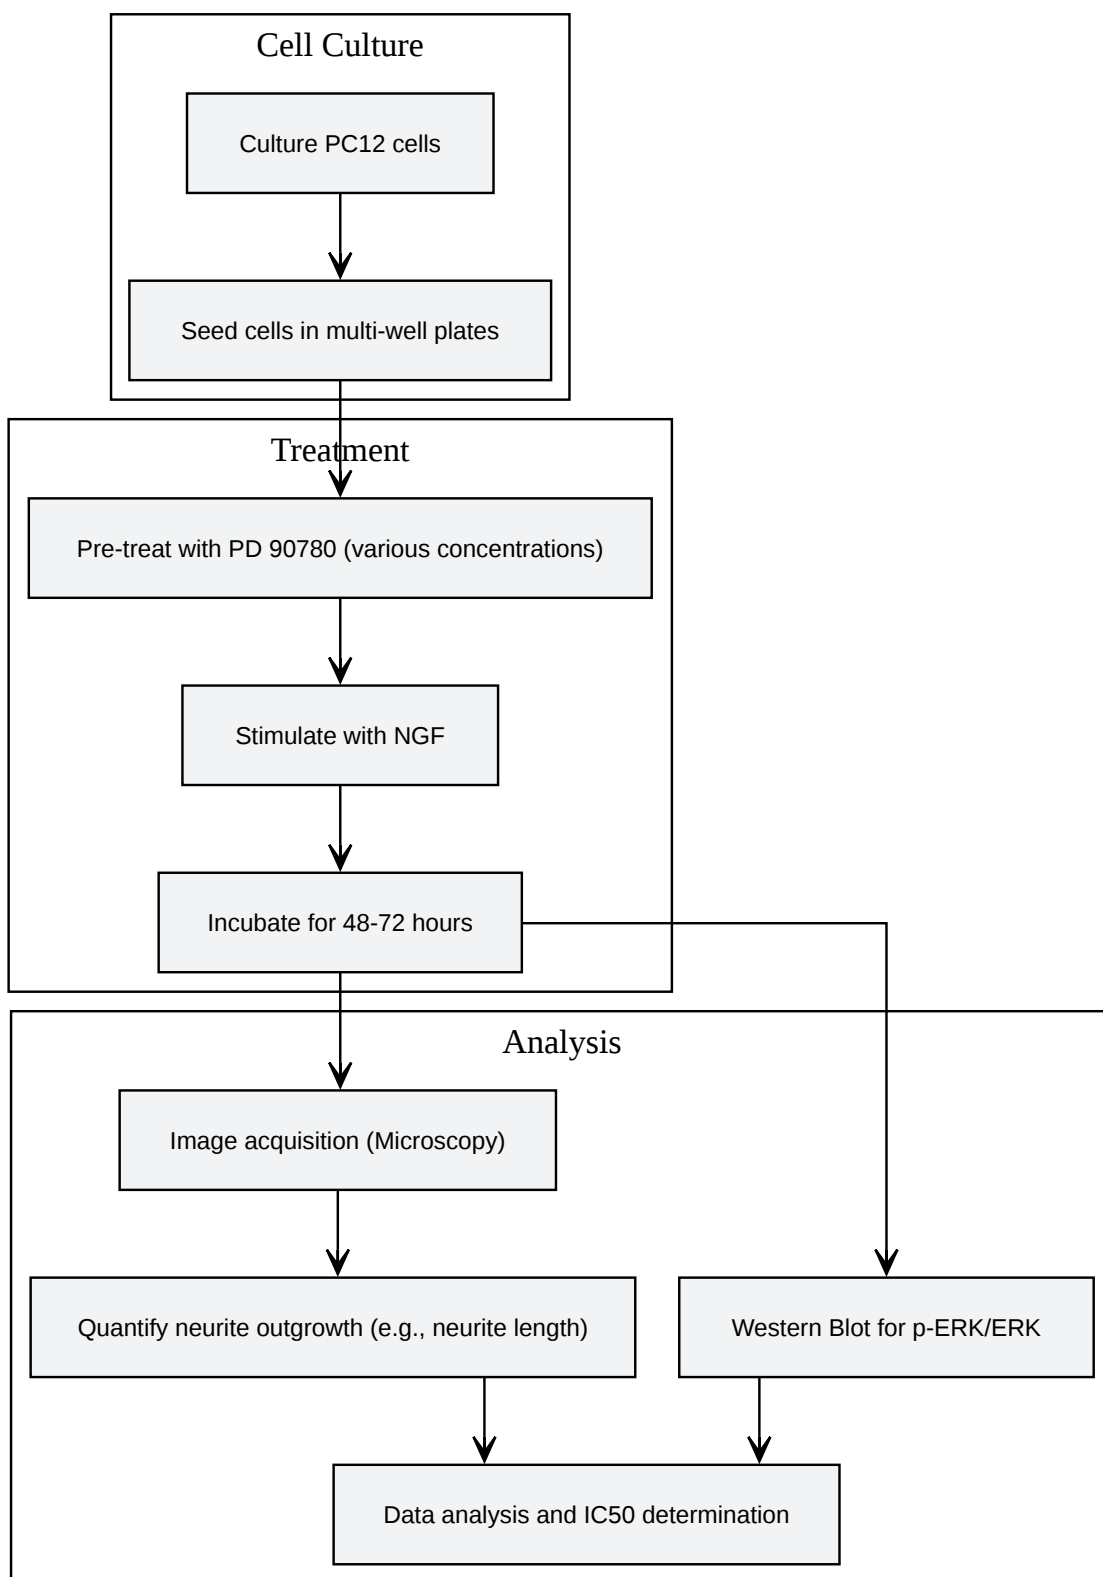 Cell Culture
Culture PC12 cells
Seed cells in multi-well plates
Treatment
Pre-treat with PD 90780 (various concentrations)
Stimulate with NGF
Incubate for 48-72 hours
Analysis
Image acquisition (Microscopy)
Quantify neurite outgrowth (e.g., neurite length)
Western Blot for p-ERK/ERK
Data analysis and IC50 determination